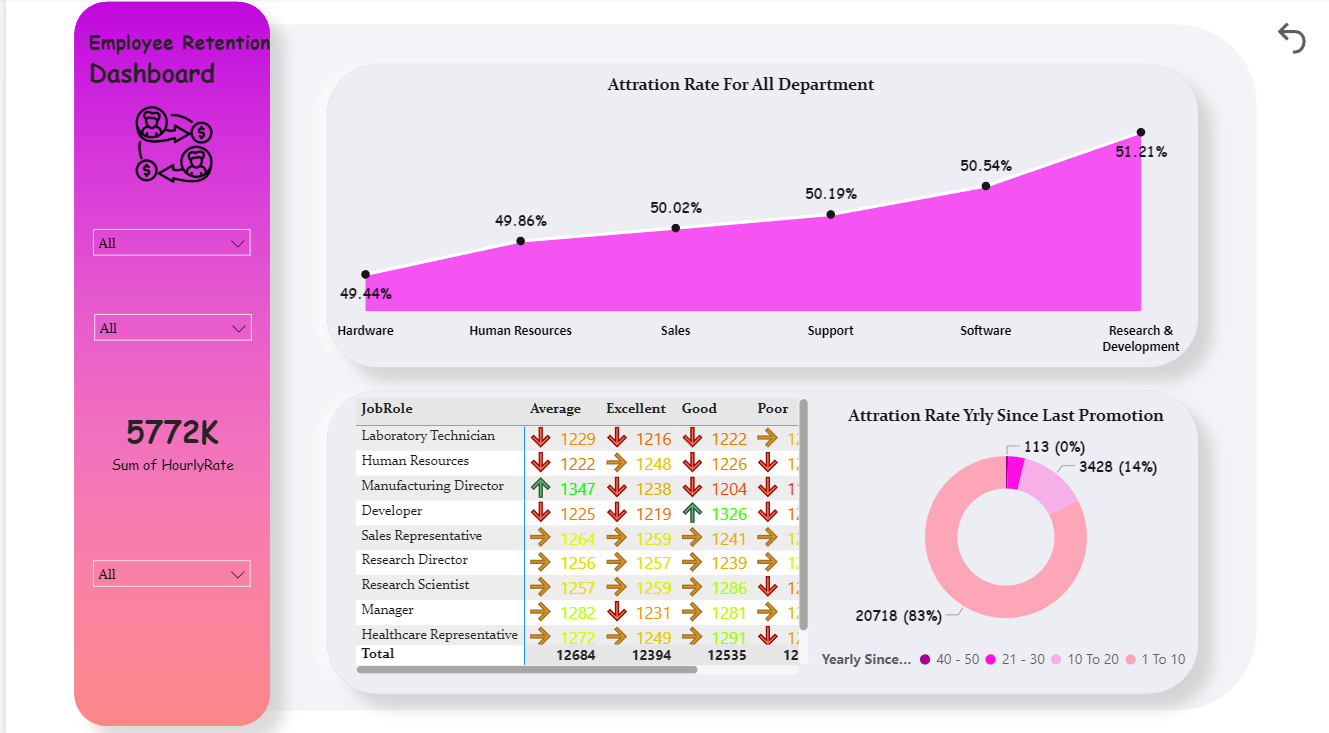 Employee Retention
Dashboard
All
All
5772K
Sum of HourlyRate
All
Attration Rate For All Department
49.44%
49.86%
50.02%
50.19%
50.54%
51.21%
Hardware
Human Resources
Sales
Support
Software
Research &
Development
JobRole Average Excellent Good Poor
Laboratory Technician 1229 1216 1222
Human Resources 1222 1248 1226
Manufacturing Director 1347 1238 1204
Developer 1225 1219 1326
Sales Representative 1264 1259 1241
Research Director 1256 1257 1239
Research Scientist 1257 1259 1286
Manager 1282 1231 1281
Healthcare Representative 1272 1249 1291
Total 12684 12394 12535
Attration Rate Yrly Since Last Promotion
113 (0%)
3428 (14%)
20718 (83%)
Yearly Since... 40 - 50 21 - 30 10 To 20 1 To 10